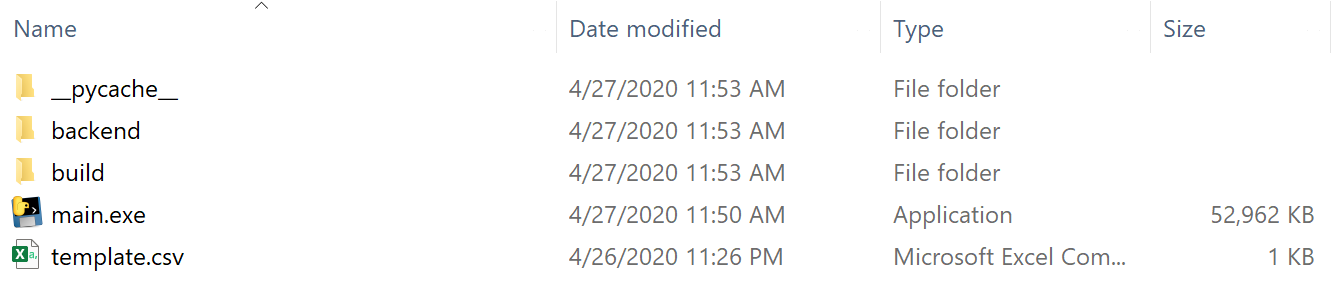 Name Date modified Type Size
__pycache__ 4/27/2020 11:53 AM File folder
backend 4/27/2020 11:53 AM File folder
build 4/27/2020 11:53 AM File folder
main.exe 4/27/2020 11:50 AM Application 52,962 KB
template.csv 4/26/2020 11:26 PM Microsoft Excel Com... 1 KB